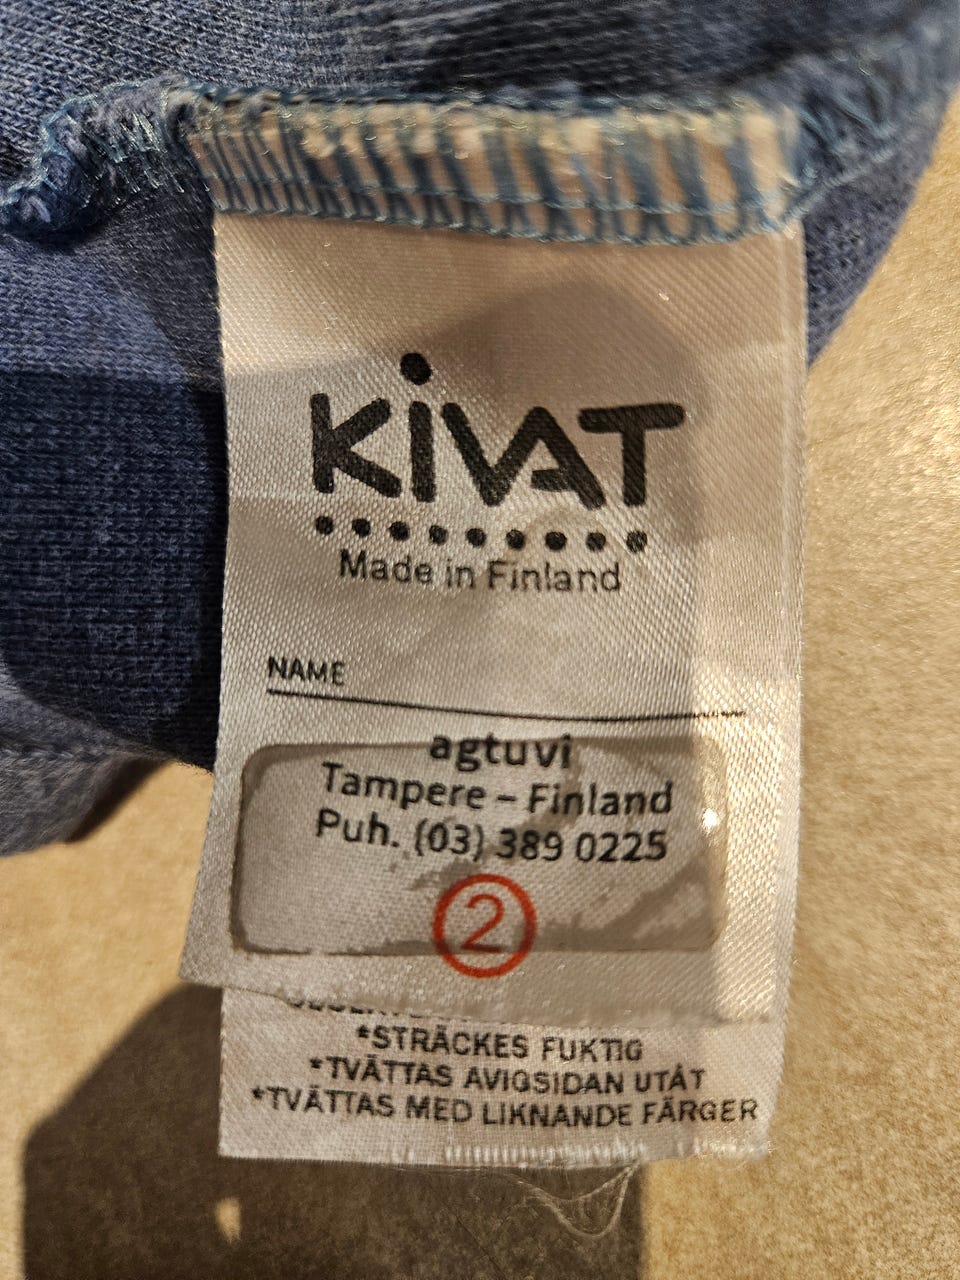 KiVAT
Made in Finland
NAME
agtuvi
Tampere – Finland
Puh. (03) 389 0225
2
*STRÄCKES FUKTIG
*TVÄTTAS AVIGSIDAN UTÅT
*TVÄTTAS MED LIKNANDE FÄRGER